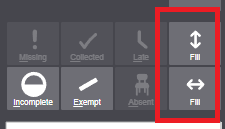 Missing Collected Late Fill
Incomplete Exempt Absent Fill